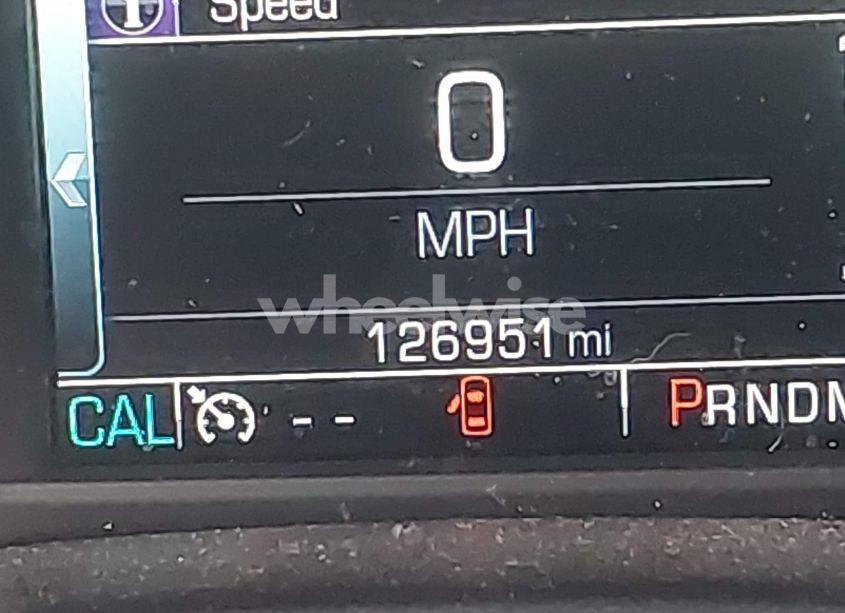 Speed
0
MPH
wheelwise
126951 mi
CAL -- PRNDM